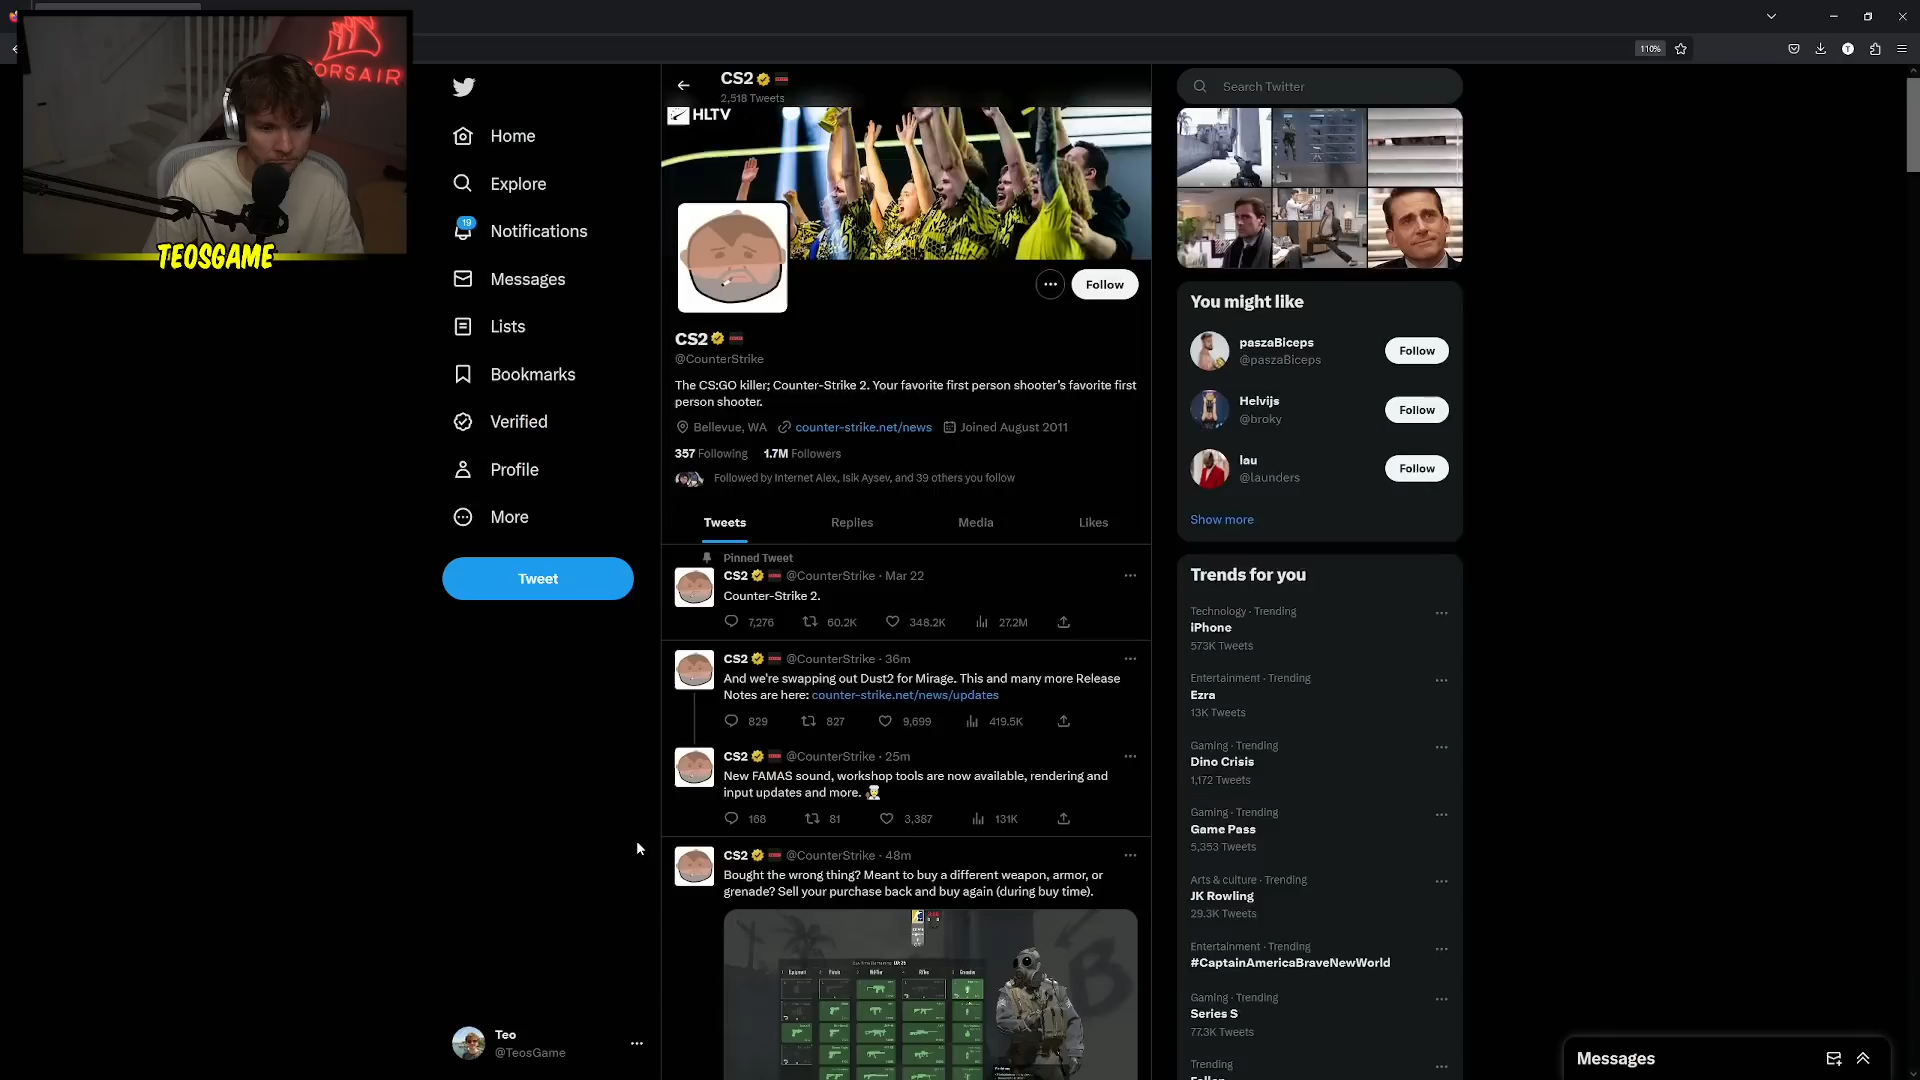 CORSAIR
TEOSGAME
110%
Home
Explore
19
Notifications
Messages
Lists
Bookmarks
Verified
Profile
More
Tweet
Teo
@TeosGame
CS2
2,518 Tweets
HLTV
Follow
CS2
@CounterStrike
The CS:GO killer; Counter-Strike 2. Your favorite first person shooter's favorite first
person shooter.
Bellevue, WA counter-strike.net/news Joined August 2011
357 Following 1.7M Followers
Followed by Internet Alex, Isik Aysev, and 39 others you follow
Tweets Replies Media Likes
Pinned Tweet
CS2 @CounterStrike · Mar 22
Counter-Strike 2.
7,276 60.2K 348.2K 27.2M
CS2 @CounterStrike · 36m
And we're swapping out Dust2 for Mirage. This and many more Release
Notes are here: counter-strike.net/news/updates
829 827 9,699 419.5K
CS2 @CounterStrike · 25m
New FAMAS sound, workshop tools are now available, rendering and
input updates and more.
168 81 3,387 131K
CS2 @CounterStrike · 48m
Bought the wrong thing? Meant to buy a different weapon, armor, or
grenade? Sell your purchase back and buy again (during buy time).
Search Twitter
You might like
paszaBiceps
@paszaBiceps
Follow
Helvijs
@broky
Follow
lau
@launders
Follow
Show more
Trends for you
Technology · Trending
iPhone
573K Tweets
Entertainment · Trending
Ezra
13K Tweets
Gaming · Trending
Dino Crisis
1,172 Tweets
Gaming · Trending
Game Pass
5,353 Tweets
Arts & culture · Trending
JK Rowling
29.3K Tweets
Entertainment · Trending
#CaptainAmericaBraveNewWorld
Gaming · Trending
Series S
77.3K Tweets
Trending
Messages